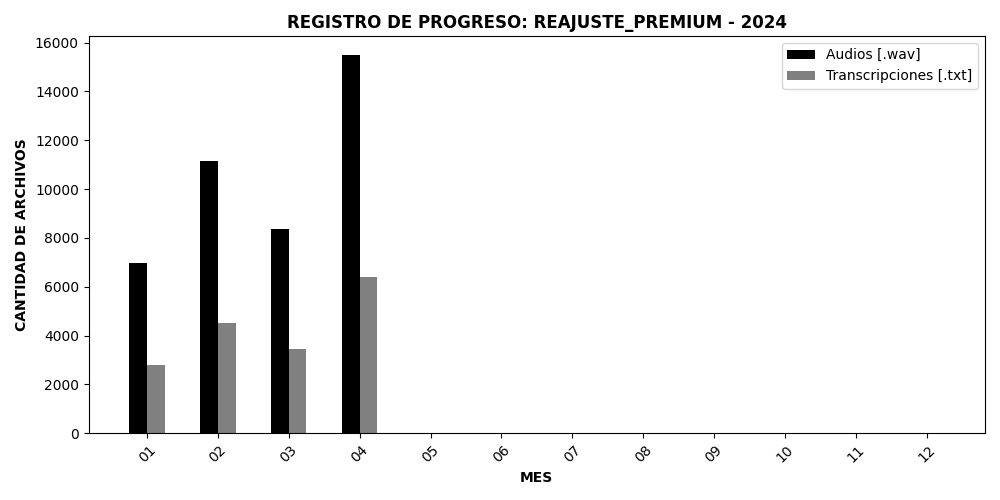 REGISTRO DE PROGRESO: REAJUSTE_PREMIUM - 2024
Audios [.wav]
Transcripciones [.txt]
CANTIDAD DE ARCHIVOS
16000
14000
12000
10000
8000
6000
4000
2000
0
01 02 03 04 05 06 07 08 09 10 11 12
MES